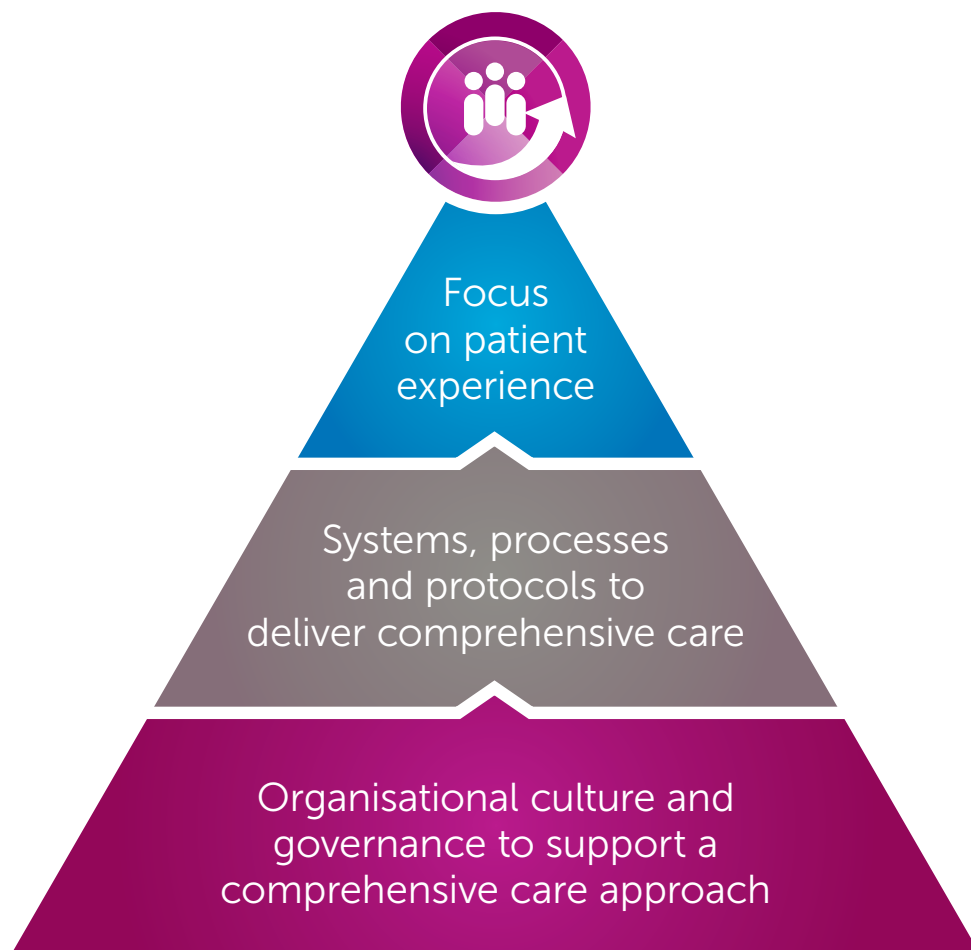 Focus
on patient
experience
Systems, processes
and protocols to
deliver comprehensive care
Organisational culture and
governance to support a
comprehensive care approach